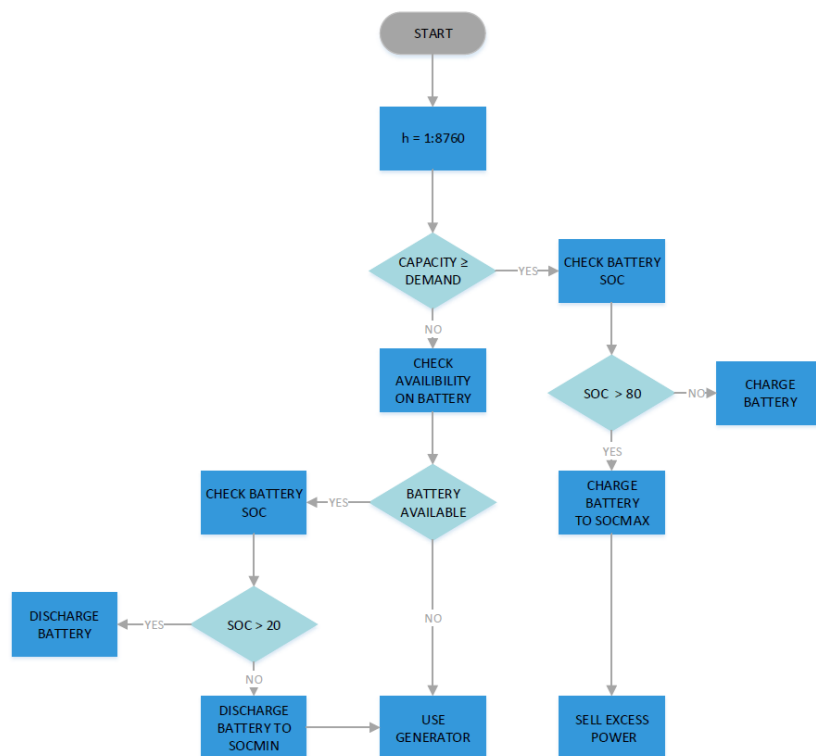 START
h = 1:8760
CAPACITY ≥
DEMAND
YES
CHECK BATTERY
SOC
NO
CHECK
AVAILIBILITY
ON BATTERY
SOC > 80
NO
CHARGE
BATTERY
YES
CHECK BATTERY
SOC
YES
BATTERY
AVAILABLE
CHARGE
BATTERY
TO SOCMAX
DISCHARGE
BATTERY
YES
SOC > 20
NO
NO
DISCHARGE
BATTERY TO
SOCMIN
USE
GENERATOR
SELL EXCESS
POWER